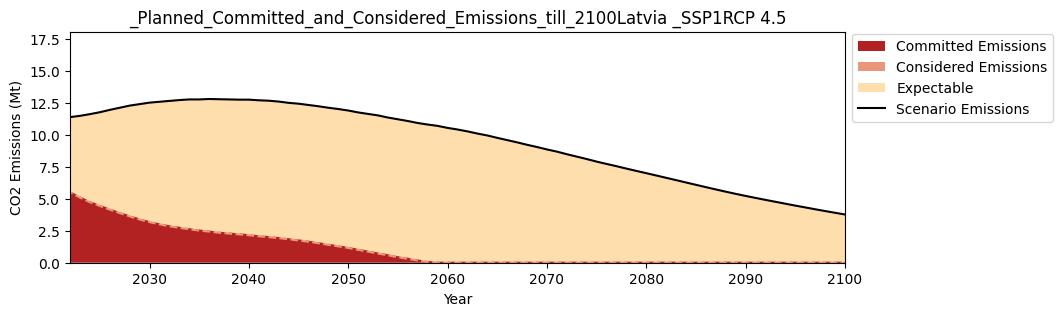 _Planned_Committed_and_Considered_Emissions_till_2100Latvia _SSP1RCP 4.5
17.5
15.0
12.5
10.0
7.5
5.0
2.5
0.0
CO2 Emissions (Mt)
2030
2040
2050
2060
2070
2080
2090
2100
Year
Committed Emissions
Considered Emissions
Expectable
Scenario Emissions